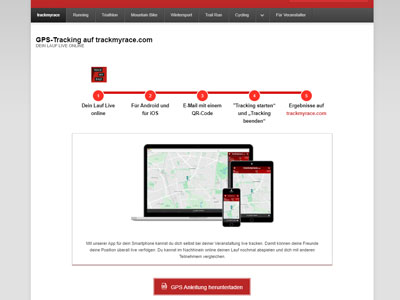 trackmyrace Running Triathlon Mountain Bike Wintersport Trail Run Cycling Für Veranstalter
GPS-Tracking auf trackmyrace.com
DEIN LAUF LIVE ONLINE
1 2 3 4 5
Dein Lauf Live
online
Für Android und
für iOS
E-Mail mit einem
QR-Code
"Tracking starten"
und „Tracking
beenden"
Ergebnisse auf
trackmyrace.com
Mit unserer App für dein Smartphone kannst du dich selbst bei deiner Veranstaltung live tracken. Damit können deine Freunde
deine Position überall live verfolgen. Du kannst im Nachhinein online deinen Lauf nochmal abspielen und dich mit anderen
Teilnehmern vergleichen.
GPS Anleitung herunterladen